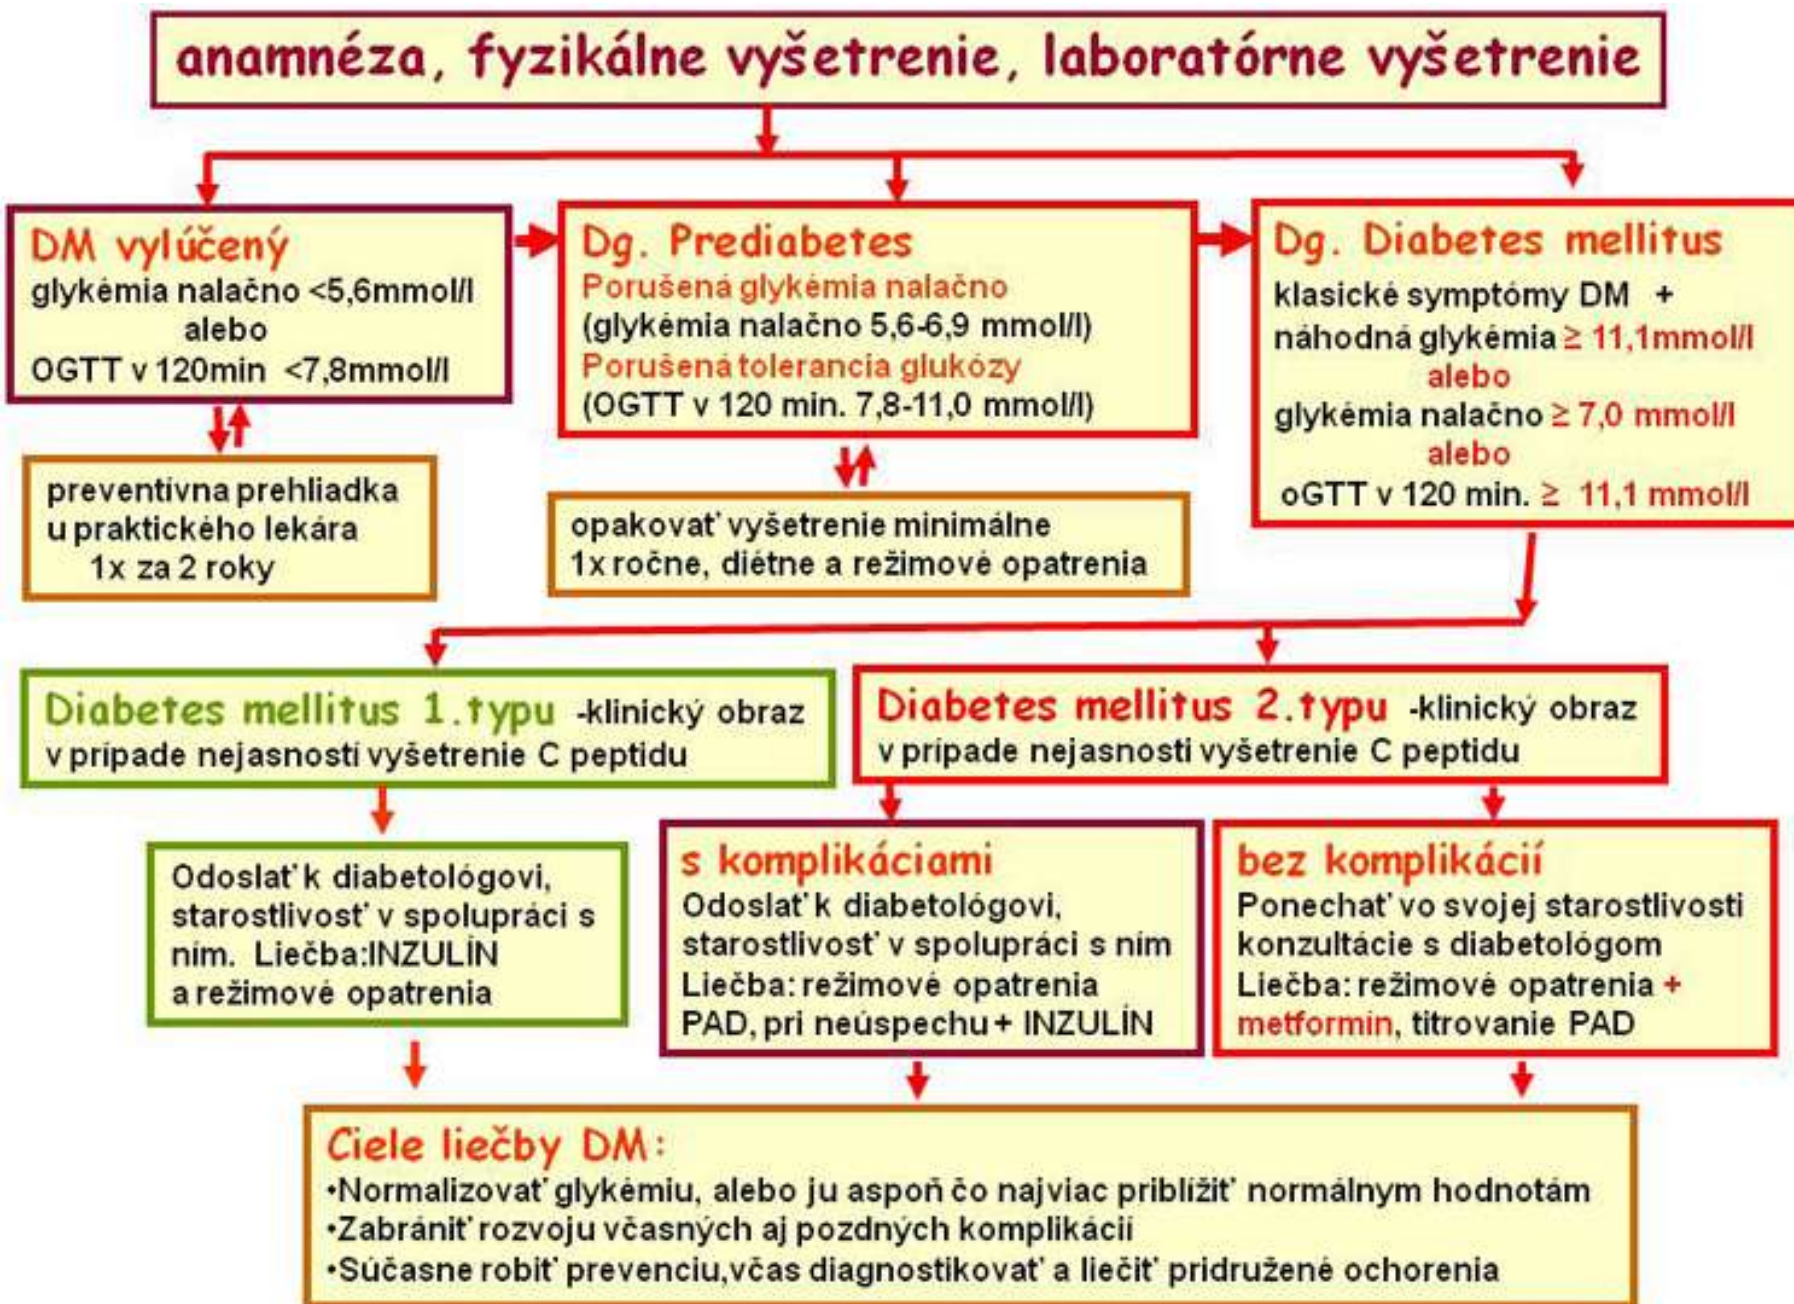 anamnéza, fyzikálne vyšetrenie, laboratórne vyšetrenie
DM vylúčený
glykémia nalačno <5,6mmol/l
alebo
OGTT v 120min <7,8mmol/l
Dg. Prediabetes
Porušená glykémia nalačno
(glykémia nalačno 5,6-6,9 mmol/l)
Porušená tolerancia glukózy
(OGTT v 120 min. 7,8-11,0 mmol/l)
Dg. Diabetes mellitus
klasické symptómy DM +
náhodná glykémia ≥ 11,1mmol/l
alebo
glykémia nalačno ≥ 7,0 mmol/l
alebo
oGTT v 120 min. ≥ 11,1 mmol/l
preventívna prehliadka
u praktického lekára
1x za 2 roky
opakovať vyšetrenie minimálne
1x ročne, diétne a režimové opatrenia
Diabetes mellitus 1.typu -klinický obraz
v prípade nejasností vyšetrenie C peptidu
Diabetes mellitus 2.typu -klinický obraz
v prípade nejasnosti vyšetrenie C peptidu
Odoslať k diabetológovi,
starostlivosť v spolupráci s
ním. Liečba:INZULÍN
a režimové opatrenia
s komplikáciami
Odoslať k diabetológovi,
starostlivosť v spolupráci s ním
Liečba: režimové opatrenia
PAD, pri neúspechu + INZULÍN
bez komplikácií
Ponechať vo svojej starostlivosti
konzultácie s diabetológom
Liečba: režimové opatrenia +
metformín, titrovanie PAD
Ciele liečby DM:
•Normalizovať glykémiu, alebo ju aspoň čo najviac priblížiť normálnym hodnotám
•Zabrániť rozvoju včasných aj pozdných komplikácií
•Súčasne robiť prevenciu,včas diagnostikovať a liečiť pridružené ochorenia